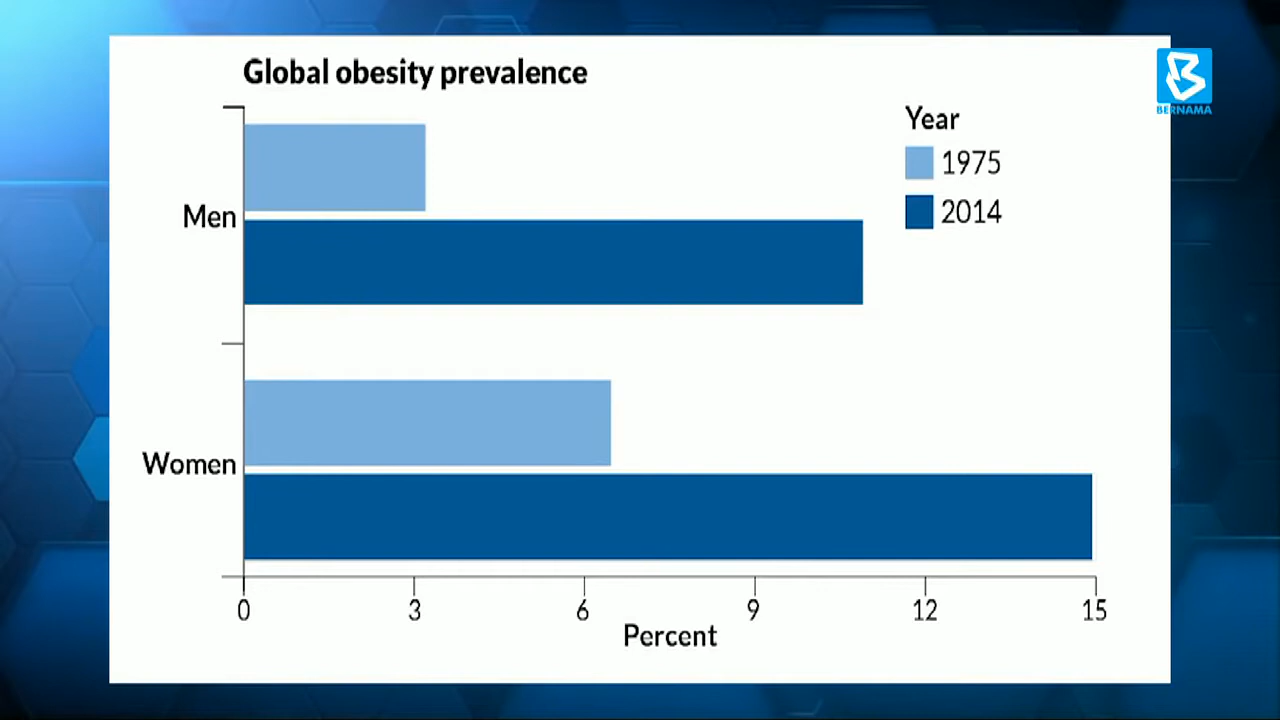 Global obesity prevalence
BERNAMA
Year
1975
2014
Men
Women
0 3 6 9 12 15
Percent